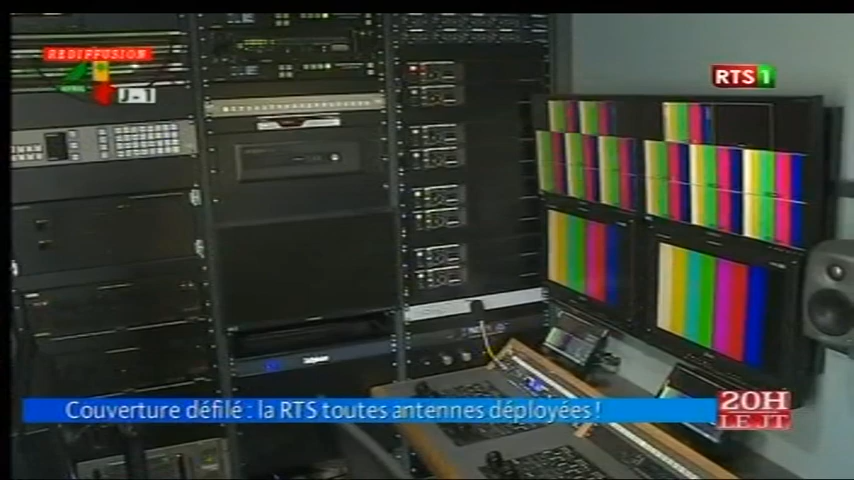 REDIFFUSION
J-1
RTS1
Couverture défilé : la RTS toutes antennes déployées !
20H
LE JT